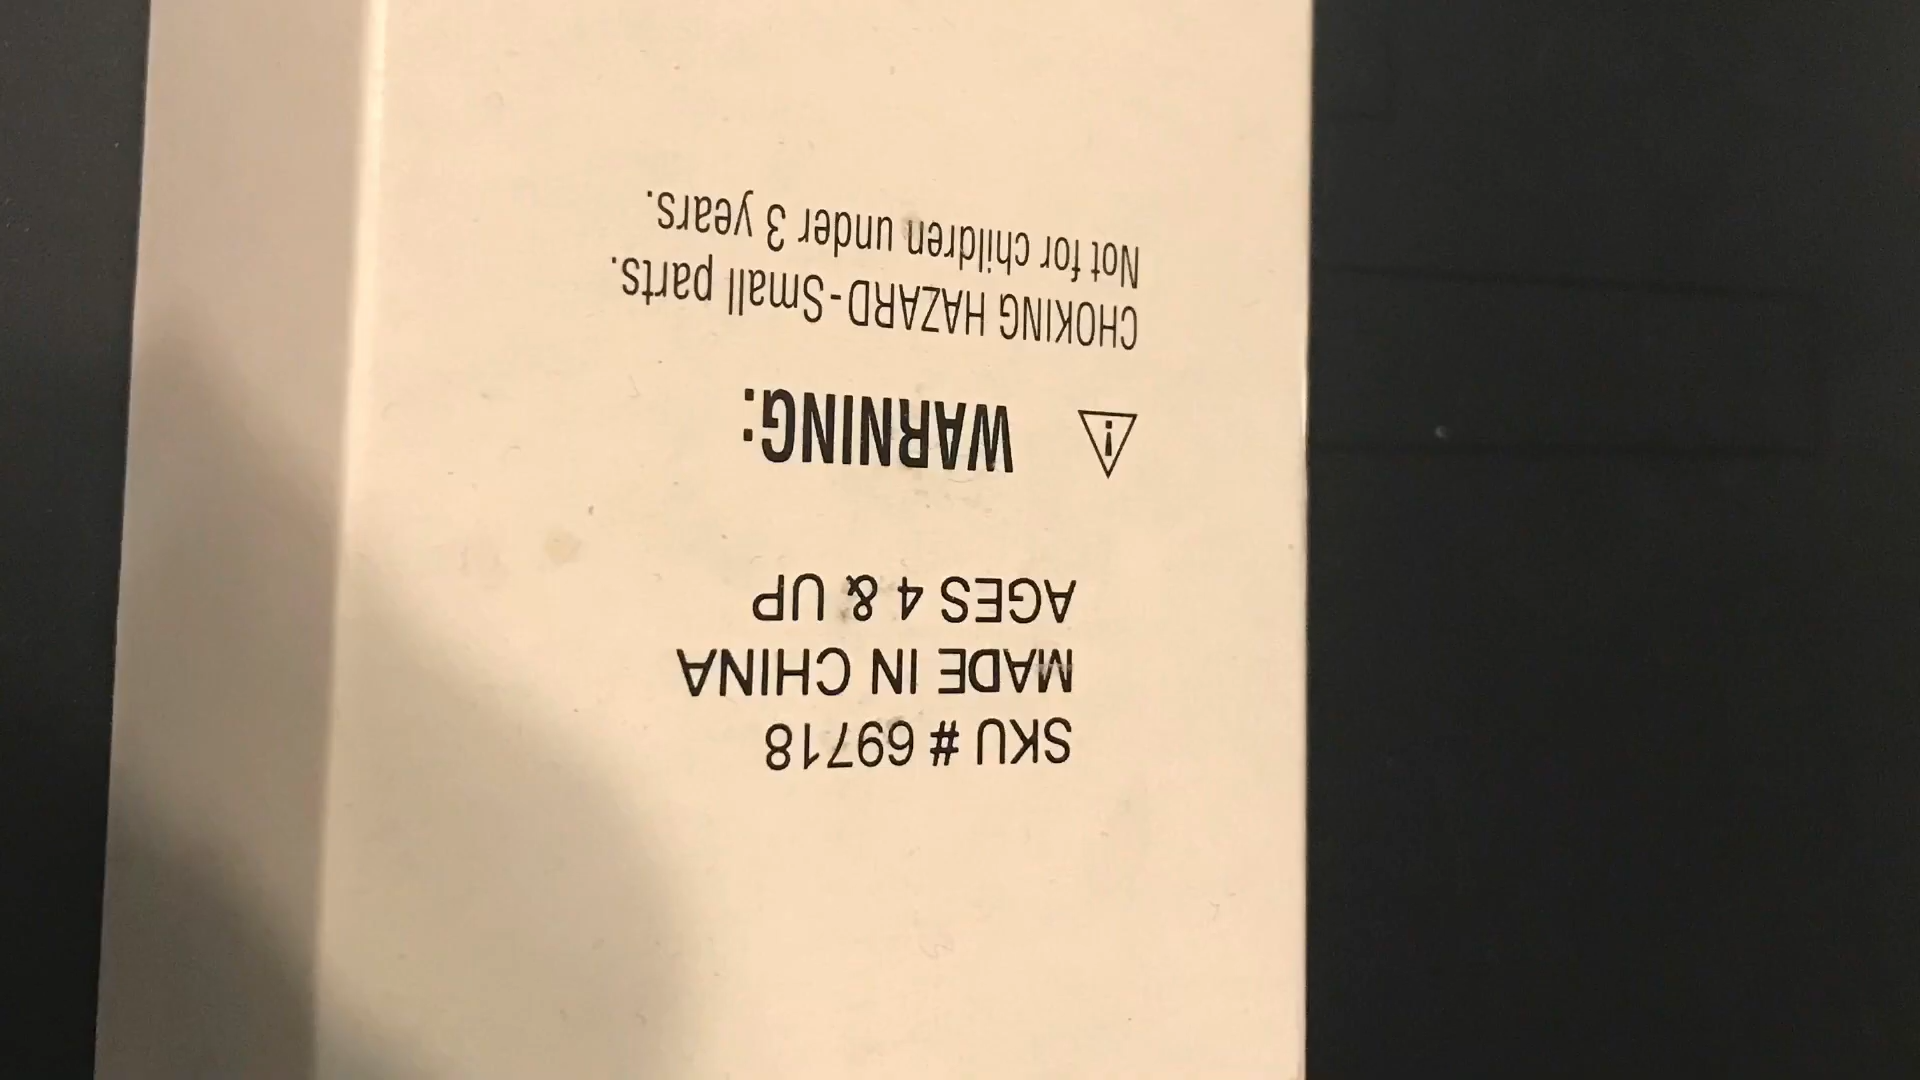 SKU # 69718
MADE IN CHINA
AGES 4 & UP
WARNING:
CHOKING HAZARD-Small parts.
Not for children under 3 years.